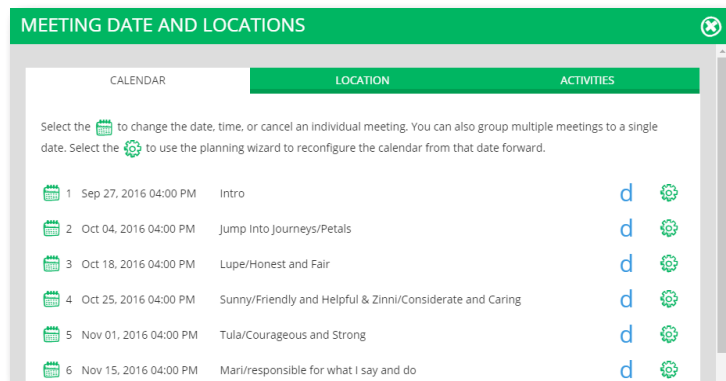 MEETING DATE AND LOCATIONS
CALENDAR LOCATION ACTIVITIES
Select the to change the date, time, or cancel an individual meeting. You can also group multiple meetings to a single
date. Select the to use the planning wizard to reconfigure the calendar from that date forward.
1 Sep 27, 2016 04:00 PM Intro d
2 Oct 04, 2016 04:00 PM Jump Into Journeys/Petals d
3 Oct 18, 2016 04:00 PM Lupe/Honest and Fair d
4 Oct 25, 2016 04:00 PM Sunny/Friendly and Helpful & Zinni/Considerate and Caring d
5 Nov 01, 2016 04:00 PM Tula/Courageous and Strong d
6 Nov 15, 2016 04:00 PM Mari/responsible for what I say and do d